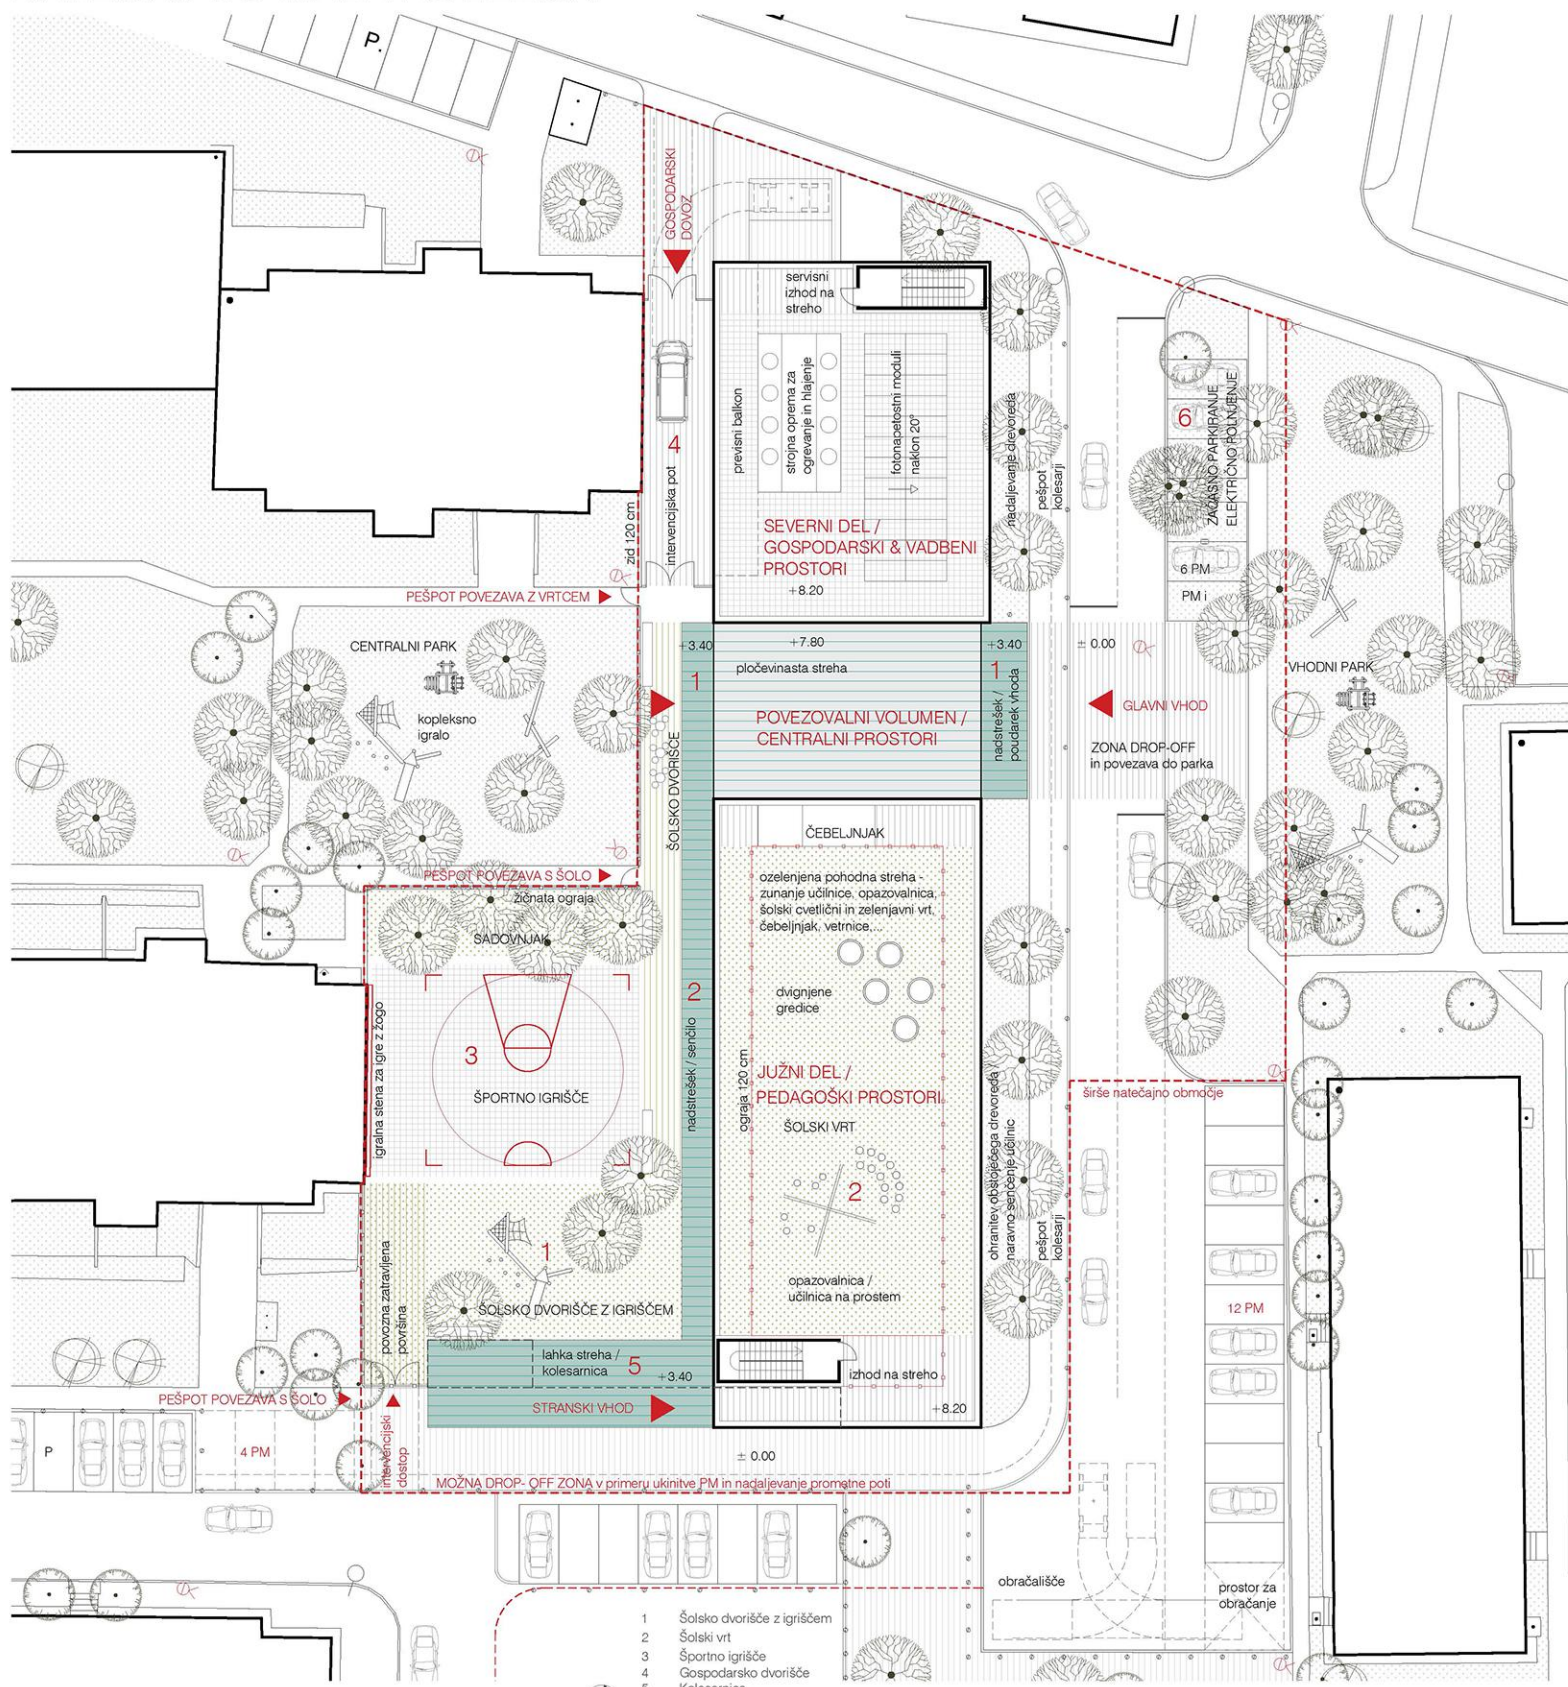 P.
GOSPODARSKI
DOVOZ
servisni
izhod na
streho
previsni balkon
strojna oprema za
ogrevanje in hlajenje
fotonapetostni moduli
naklon 20°
nadaljevanje drevoreda
pešpot
kolesarji
6
ZAČASNO PARKIRANJE
ELEKTRIČNO POLNJENJE
4
intervencijska pot
zid 120 cm
SEVERNI DEL /
GOSPODARSKI & VADBENI
PROSTORI
+8.20
6 PM
PM i
PEŠPOT POVEZAVA Z VRTCEM
CENTRALNI PARK
kopleksno
igralo
+3.40
+7.80
+3.40
± 0.00
pločevinasta streha
1
1
nadstrešek /
poudarek vhoda
VHODNI PARK
GLAVNI VHOD
POVEZOVALNI VOLUMEN /
CENTRALNI PROSTORI
ZONA DROP-OFF
in povezava do parka
ŠOLSKO DVORIŠČE
ČEBELJNJAK
PEŠPOT POVEZAVA S ŠOLO
žičnata ograja
SADOVNJAK
ozelenjena pohodna streha -
zunanje učilnice, opazovalnica,
šolski cvetlični in zelenjavni vrt,
čebeljnjak, vetrnice,...
2
dvignjene
gredice
igralna stena za igre z žogo
3
ŠPORTNO IGRIŠČE
nadstrešek / senčilo
ograja 120 cm
JUŽNI DEL /
PEDAGOŠKI PROSTORI
ŠOLSKI VRT
2
ohranitev obstoječega drevoreda /
naravno senčenje učilnic
pešpot
kolesarji
širše natečajno območje
1
povozna zatravljena
površina
ŠOLSKO DVORIŠČE Z IGRIŠČEM
opazovalnica /
učilnica na prostem
12 PM
lahka streha /
kolesarnica
5
+3.40
izhod na streho
PEŠPOT POVEZAVA S ŠOLO
STRANSKI VHOD
+8.20
P
4 PM
intervencijski
dostop
± 0.00
MOŽNA DROP- OFF ZONA v primeru ukinitve PM in nadaljevanje prometne poti
obračališče
prostor za
obračanje
1 Šolsko dvorišče z igriščem
2 Šolski vrt
3 Športno igrišče
4 Gospodarsko dvorišče